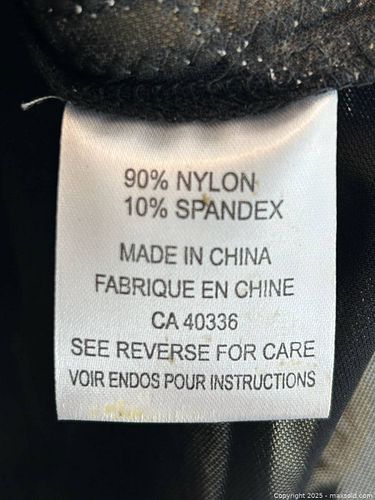 90% NYLON
10% SPANDEX
MADE IN CHINA
FABRIQUE EN CHINE
CA 40336
SEE REVERSE FOR CARE
VOIR ENDOS POUR INSTRUCTIONS
Copyright 2025 - maxsold.com